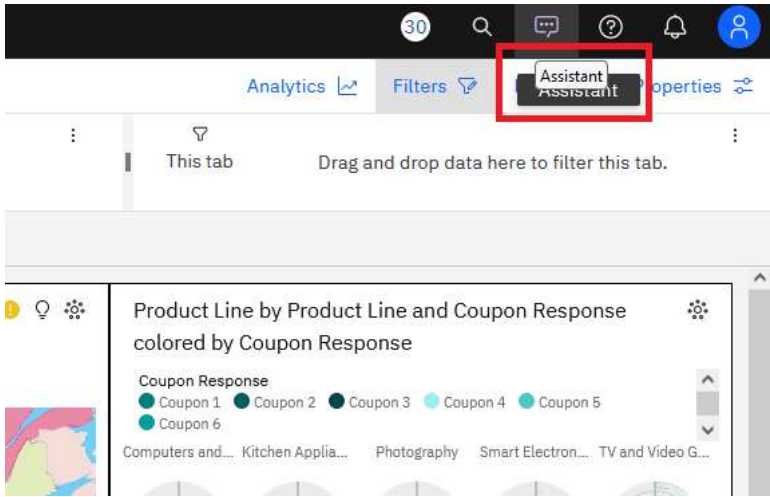 30
Assistant
Assistant
Analytics
Filters
operties
This tab
Drag and drop data here to filter this tab.
Product Line by Product Line and Coupon Response
colored by Coupon Response
Coupon Response
Coupon 1 Coupon 2 Coupon 3 Coupon 4 Coupon 5
Coupon 6
Computers and... Kitchen Applia... Photography Smart Electron... TV and Video G...